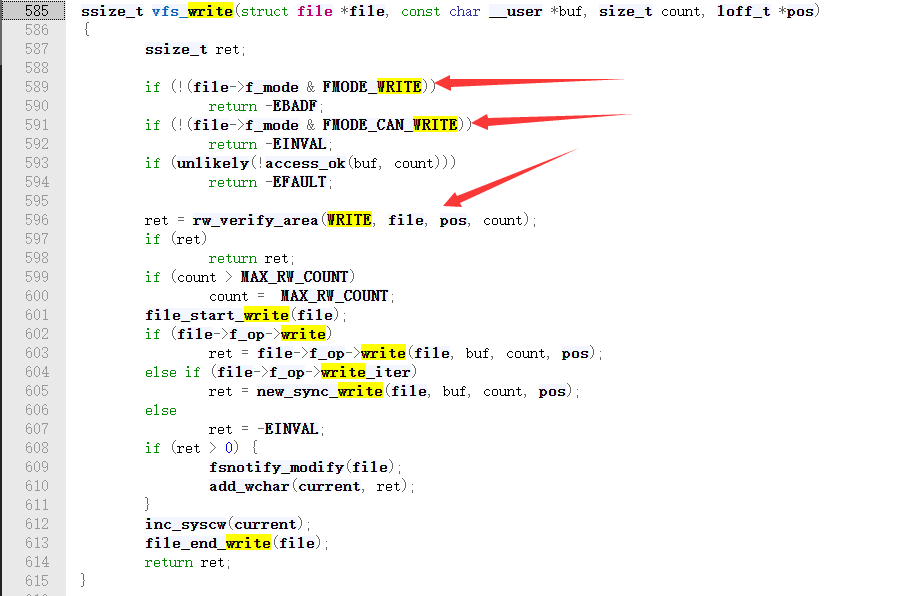 585 ssize_t vfs_write(struct file *file, const char __user *buf, size_t count, loff_t *pos)
586 {
587 ssize_t ret;
588
589 if (!(file->f_mode & FMODE_WRITE))
590 return -EBADF;
591 if (!(file->f_mode & FMODE_CAN_WRITE))
592 return -EINVAL;
593 if (unlikely(!access_ok(buf, count)))
594 return -EFAULT;
595
596 ret = rw_verify_area(WRITE, file, pos, count);
597 if (ret)
598 return ret;
599 if (count > MAX_RW_COUNT)
600 count =  MAX_RW_COUNT;
601 file_start_write(file);
602 if (file->f_op->write)
603 ret = file->f_op->write(file, buf, count, pos);
604 else if (file->f_op->write_iter)
605 ret = new_sync_write(file, buf, count, pos);
606 else
607 ret = -EINVAL;
608 if (ret > 0) {
609 fsnotify_modify(file);
610 add_wchar(current, ret);
611 }
612 inc_syscw(current);
613 file_end_write(file);
614 return ret;
615 }